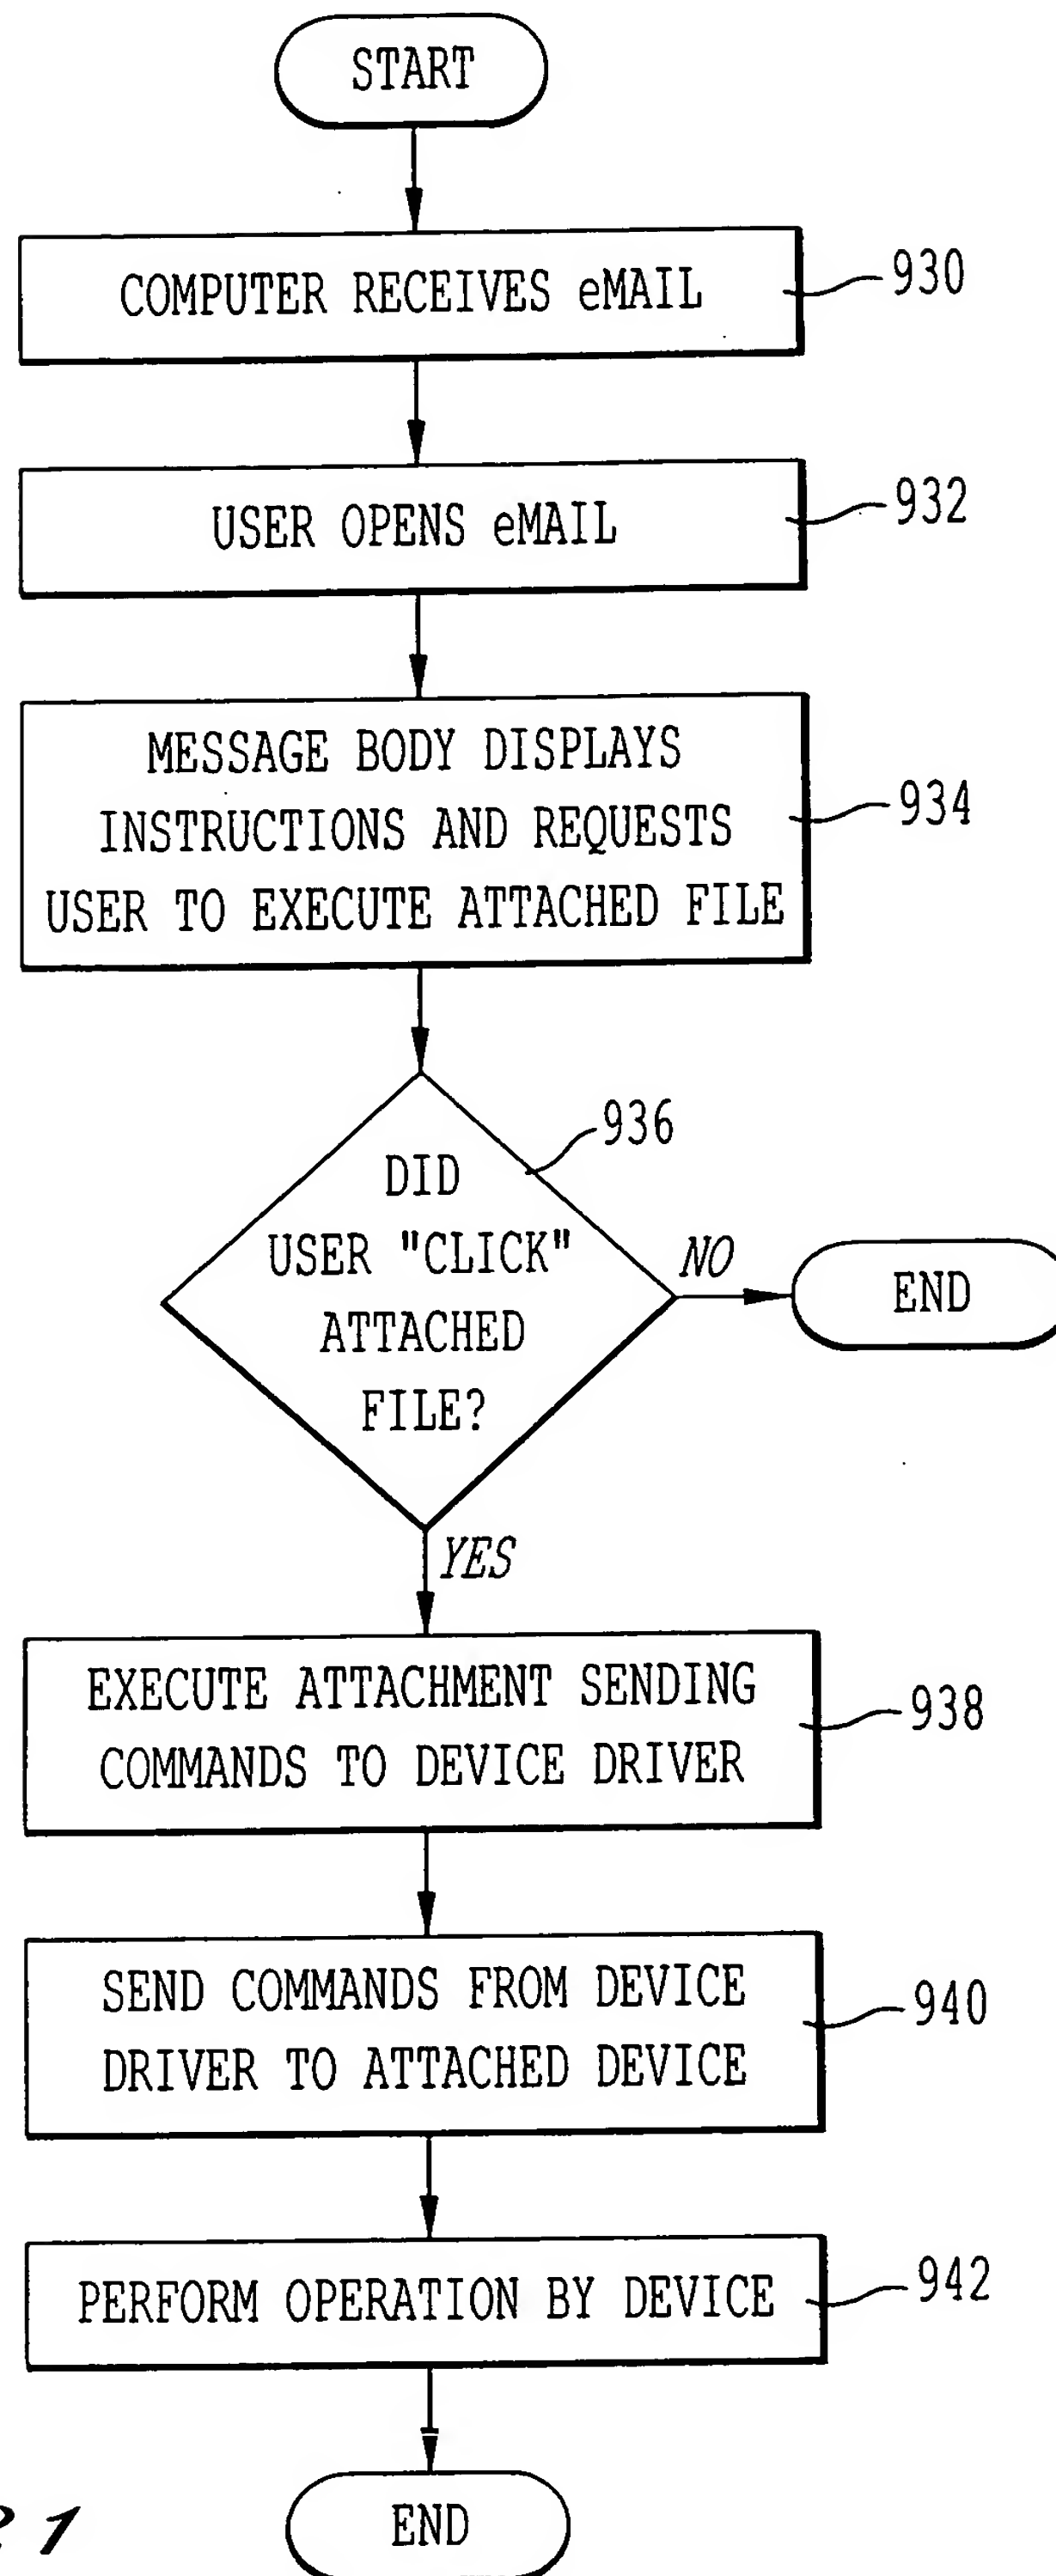 START
COMPUTER RECEIVES eMAIL
930
USER OPENS eMAIL
932
MESSAGE BODY DISPLAYS
INSTRUCTIONS AND REQUESTS
USER TO EXECUTE ATTACHED FILE
934
936
DID
USER "CLICK"
ATTACHED
FILE?
NO
END
YES
EXECUTE ATTACHMENT SENDING
COMMANDS TO DEVICE DRIVER
938
SEND COMMANDS FROM DEVICE
DRIVER TO ATTACHED DEVICE
940
PERFORM OPERATION BY DEVICE
942
END
1